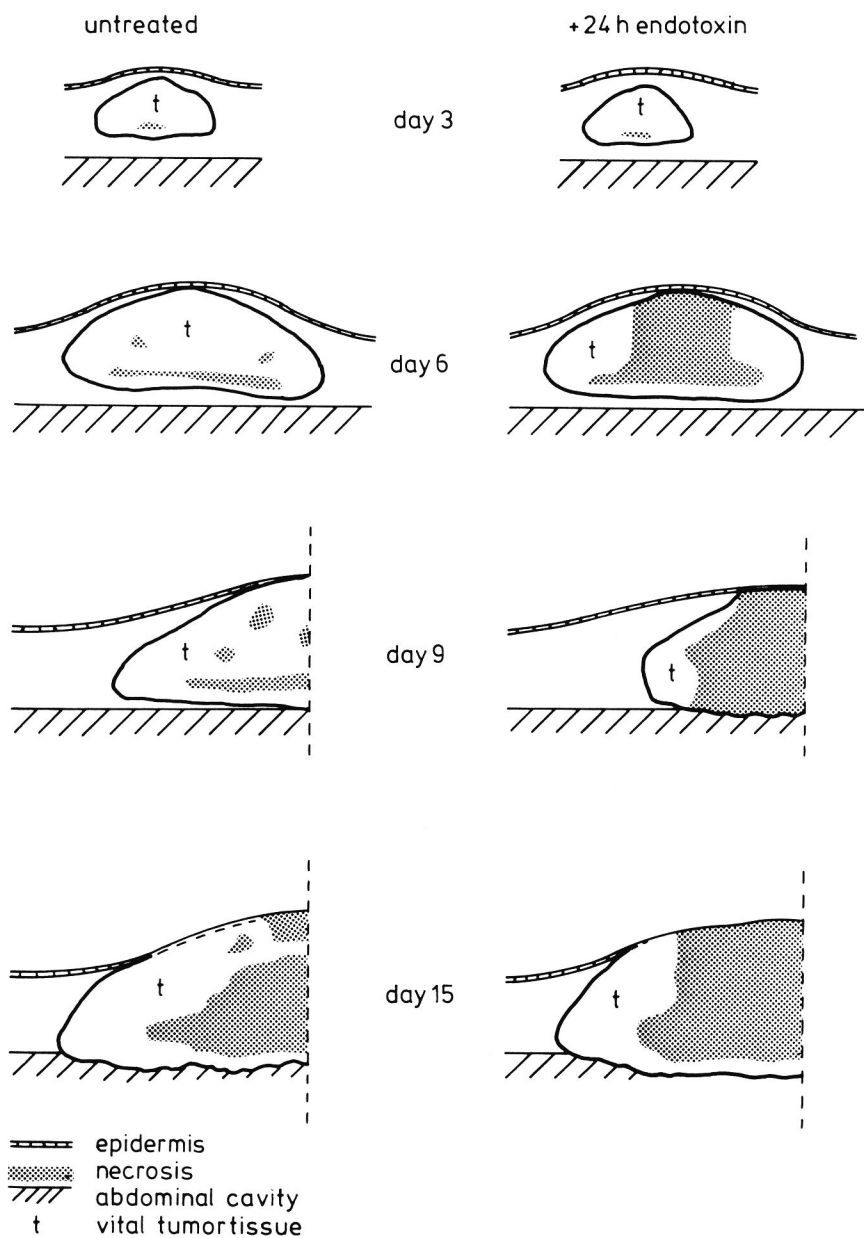 untreated
+24 h endotoxin
t
day 3
t
t
day 6
t
t
day 9
t
t
day 15
t
epidermis
necrosis
abdominal cavity
t vital tumortissue